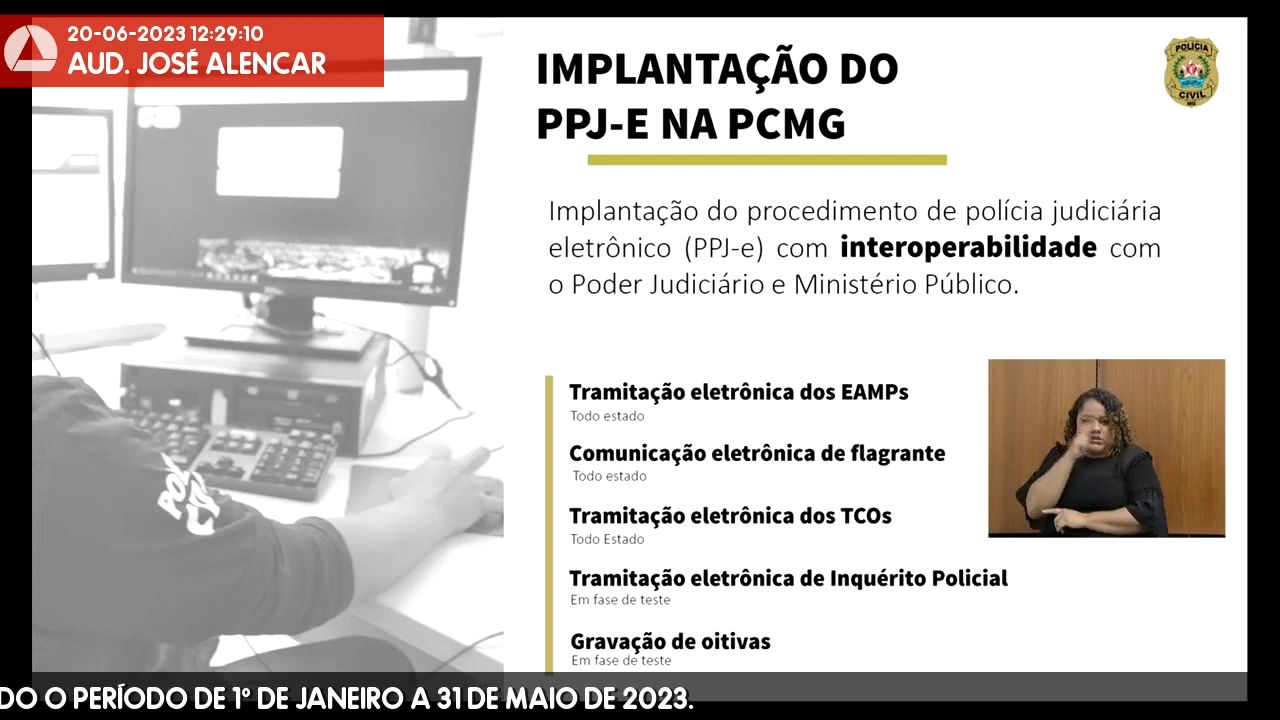 20-06-2023 12:29:10
AUD. JOSÉ ALENCAR
IMPLANTAÇÃO DO
PPJ-E NA PCMG
POLÍCIA
CIVIL
MG
Implantação do procedimento de polícia judiciária
eletrônico (PPJ-e) com interoperabilidade com
o Poder Judiciário e Ministério Público.
Tramitação eletrônica dos EAMPs
Todo estado
Comunicação eletrônica de flagrante
Todo estado
Tramitação eletrônica dos TCOs
Todo Estado
Tramitação eletrônica de Inquérito Policial
Em fase de teste
Gravação de oitivas
Em fase de teste
DO O PERÍODO DE 1º DE JANEIRO A 31 DE MAIO DE 2023.